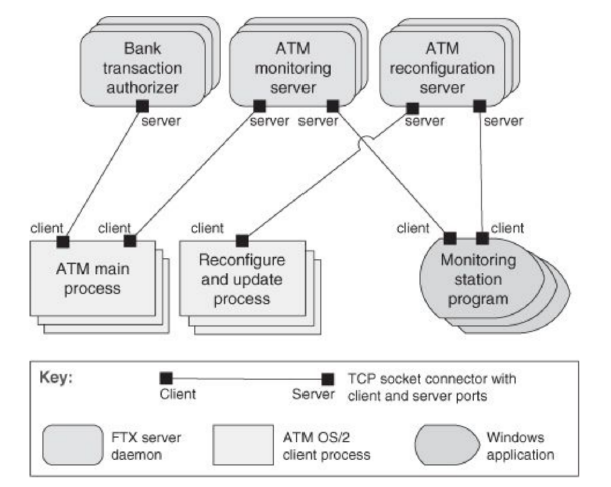 Bank
transaction
authorizer
ATM
monitoring
server
ATM
reconfiguration
server
server
server
server
server
server
client
client
client
client
client
ATM main
process
Reconfigure
and update
process
Monitoring
station
program
Key:
Client
Server
TCP socket connector with
client and server ports
FTX server
daemon
ATM OS/2
client process
Windows
application